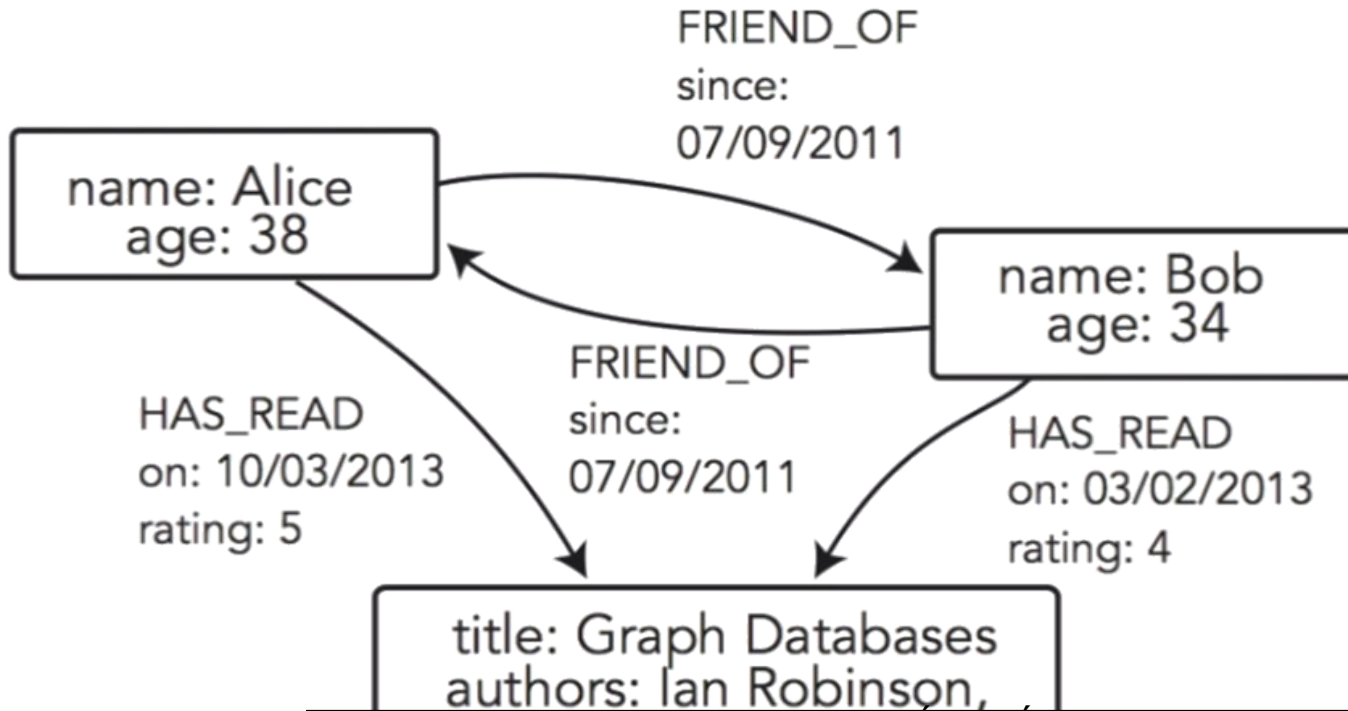 FRIEND_OF
since:
07/09/2011
name: Alice
age: 38
name: Bob
age: 34
FRIEND_OF
since:
07/09/2011
HAS_READ
on: 10/03/2013
rating: 5
HAS_READ
on: 03/02/2013
rating: 4
title: Graph Databases
authors: Ian Robinson,